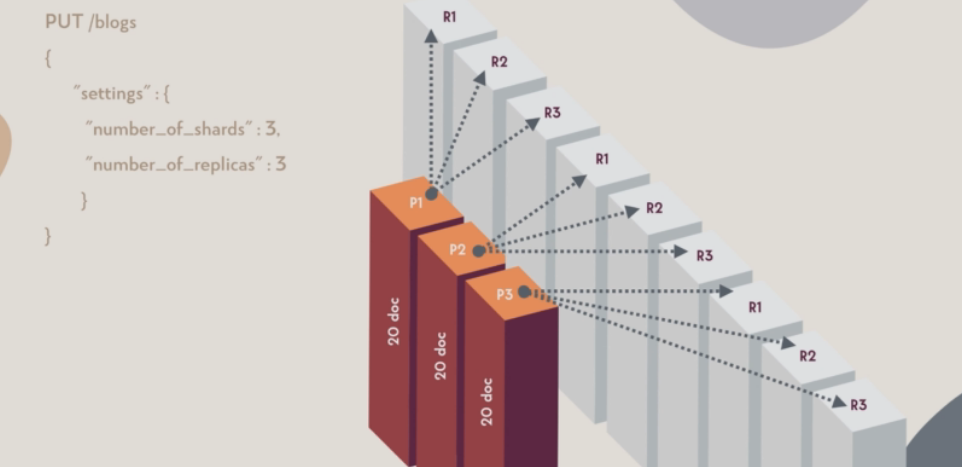 PUT /blogs
{
"settings" : {
"number_of_shards" : 3,
"number_of_replicas" : 3
}
}
R1
R2
R3
R1
R2
R3
R1
R2
R3
P1
P2
P3
20 doc
20 doc
20 doc